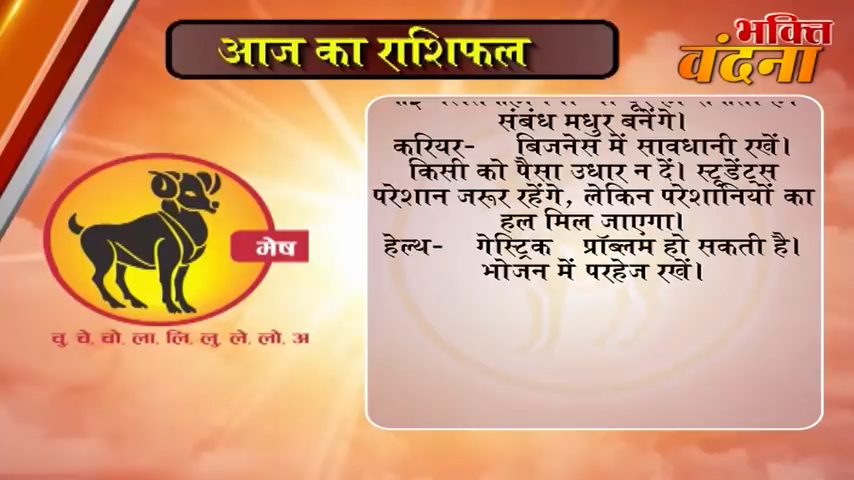 आज का राशिफल
भक्ति
वंदना
संबंध मधुर बनेंगे।
करियर- बिजनेस में सावधानी रखें।
किसी को पैसा उधार न दें। स्टूडेंट्स
परेशान जरूर रहेंगे, लेकिन परेशानियों का
हल मिल जाएगा।
हेल्थ- गेस्ट्रिक प्रॉब्लम हो सकती है।
भोजन में परहेज रखें।
मेष
चु, चे, चो, ला, लि, लु, ले, लो, अ